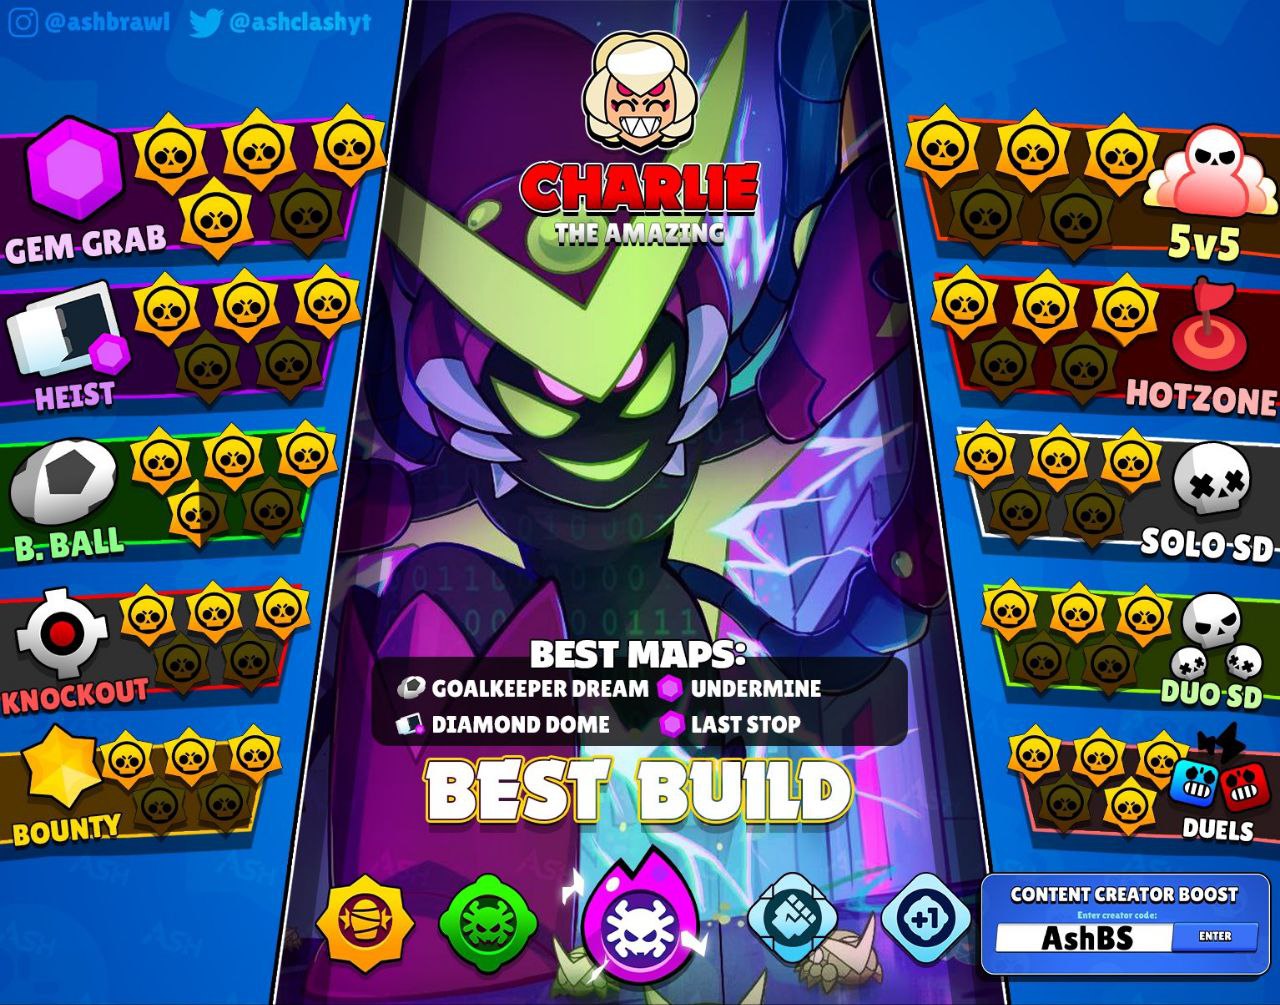 @ashbrawl @ashclashyt
CHARLIE
THE AMAZING
GEM GRAB
HEIST
B. BALL
KNOCKOUT
BOUNTY
5v5
HOTZONE
SOLO SD
DUO SD
DUELS
BEST MAPS:
GOALKEEPER DREAM UNDERMINE
DIAMOND DOME LAST STOP
BEST BUILD
+1
CONTENT CREATOR BOOST
Enter creator code:
AshBS ENTER